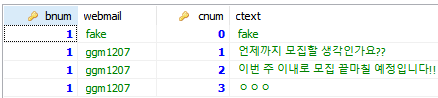 bnum webmail cnum ctext
1 fake 0 fake
1 ggm1207 1 언제까지 모집할 생각인가요??
1 ggm1207 2 이번 주 이내로 모집 끝마칠 예정입니다!!
1 ggm1207 3 ㅇㅇㅇ